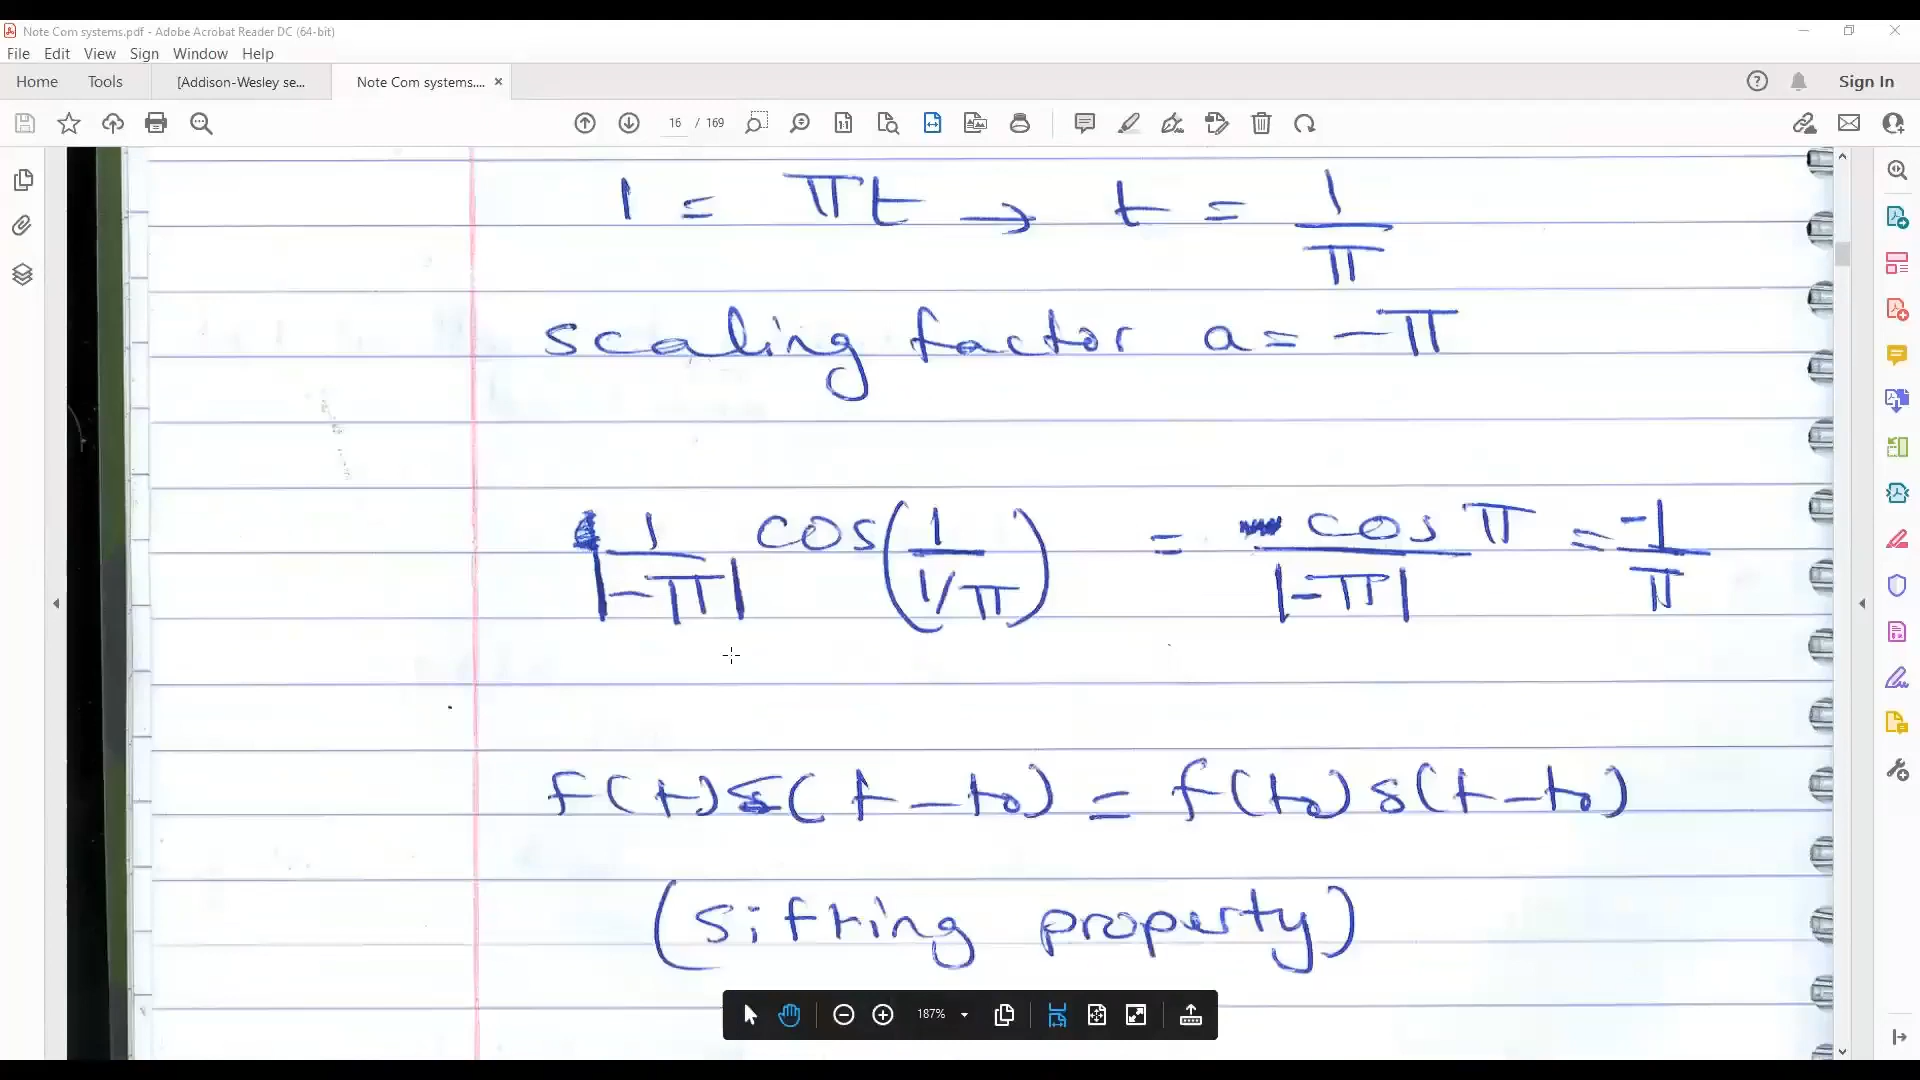 Note Com systems.pdf - Adobe Acrobat Reader DC (64-bit)
File Edit View Sign Window Help
Home Tools [Addison-Wesley se... Note Com systems.... × Sign In
16 / 169
1 = πt → t = 1/π
scaling factor a = -π
1/|-π| cos(1/(1/π)) = cos π/|-π| = -1/π
f(t)δ(t-t₀) = f(t₀)δ(t-t₀)
(sifting property)
187%